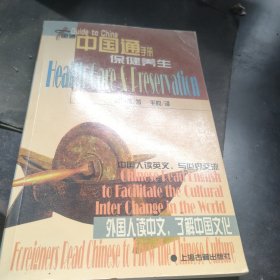 Guide to China
中国通
保健养生
Health Care & Preservation
中国人读英文，与世界交流
Chinese Read English
to Facilitate the Cultural
Inter Change in the World
外国人读中文，了解中国文化
Foreigners Read Chinese to Know the Chinese Culture
上海古籍出版社